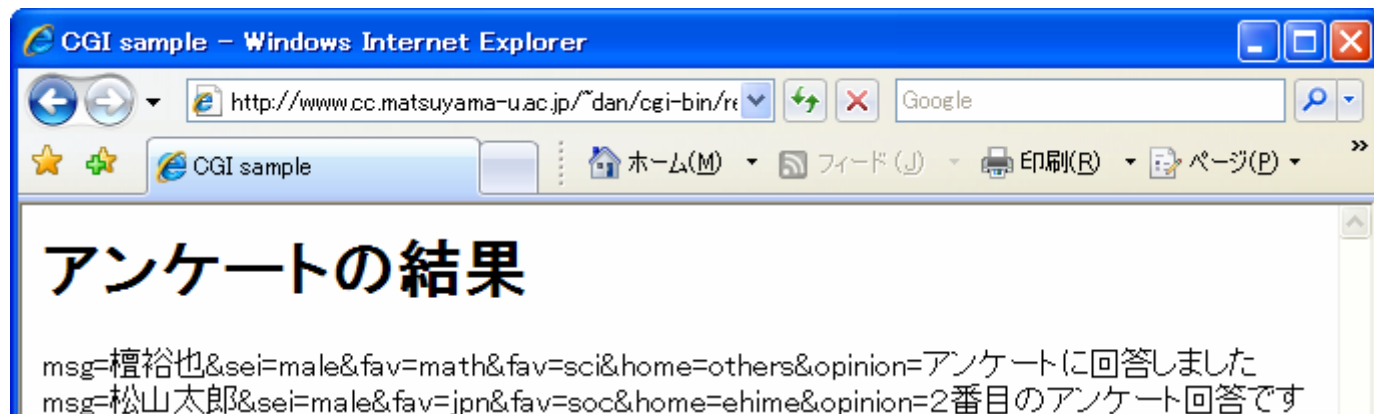 CGI sample - Windows Internet Explorer
http://www.cc.matsuyama-u.ac.jp/~dan/cgi-bin/re
Google
CGI sample
ホーム(M)
フィード(J)
印刷(R)
ページ(P)
»
アンケートの結果
msg=檀裕也&sei=male&fav=math&fav=sci&home=others&opinion=アンケートに回答しました
msg=松山太郎&sei=male&fav=jpn&fav=soc&home=ehime&opinion=2番目のアンケート回答です